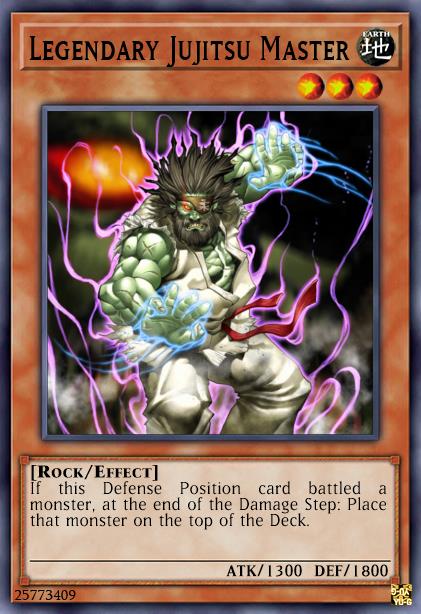 Legendary Jujitsu Master
EARTH
地
[Rock/Effect]
If this Defense Position card battled a
monster, at the end of the Damage Step: Place
that monster on the top of the Deck.
ATK/1300 DEF/1800
25773409